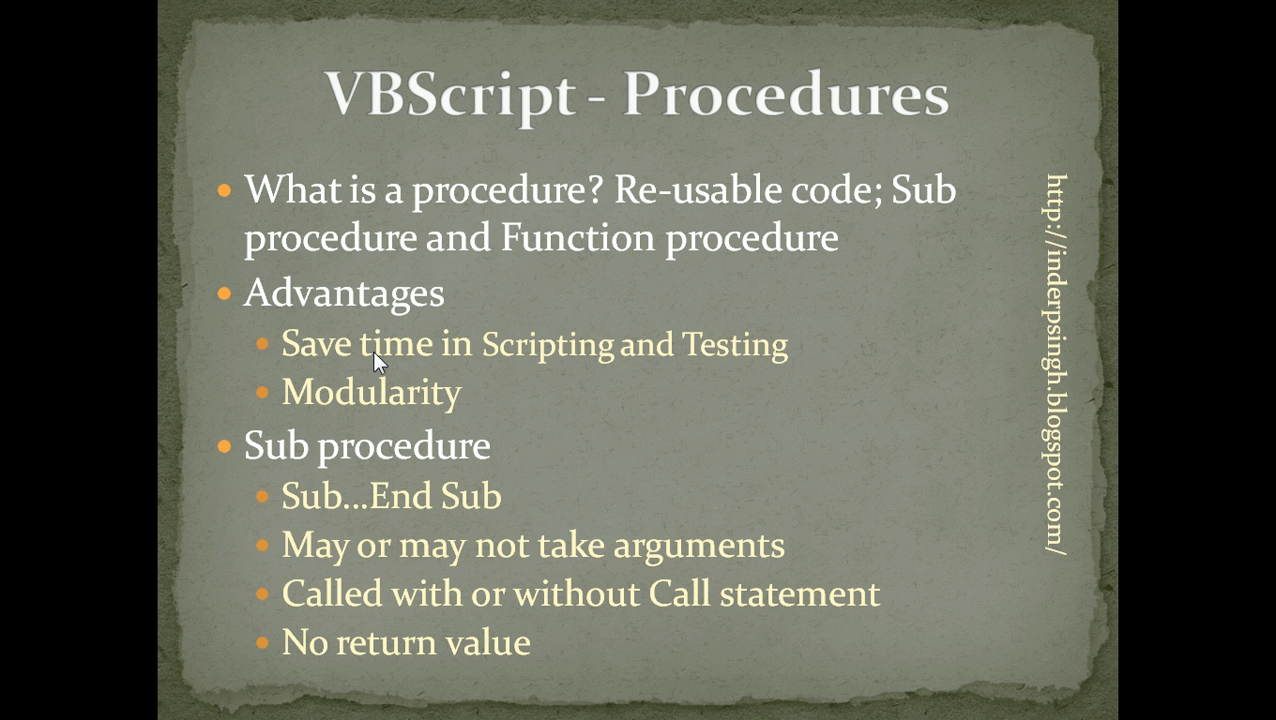 VBScript - Procedures
What is a procedure? Re-usable code; Sub
procedure and Function procedure
Advantages
Save time in Scripting and Testing
Modularity
Sub procedure
Sub...End Sub
May or may not take arguments
Called with or without Call statement
No return value
http://inderpsingh.blogspot.com/